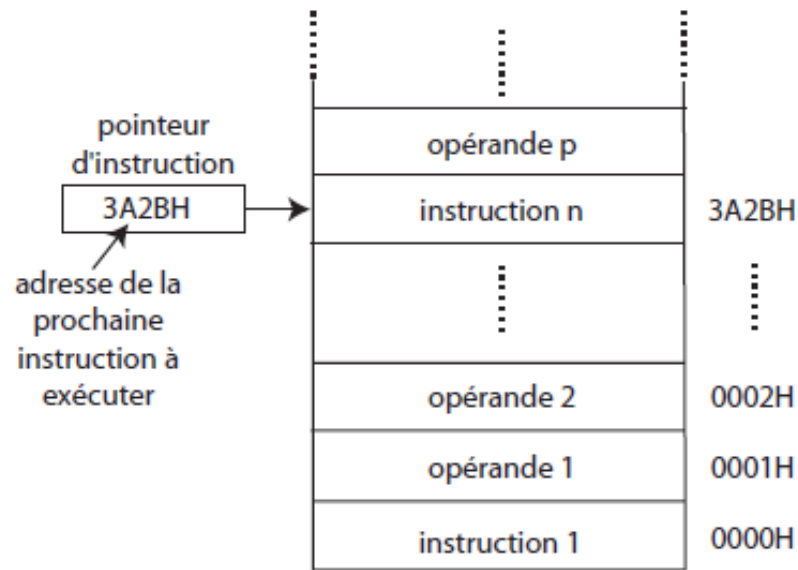 pointeur
d'instruction
3A2BH
adresse de la
prochaine
instruction à
exécuter
opérande p
instruction n
3A2BH
opérande 2
0002H
opérande 1
0001H
instruction 1
0000H